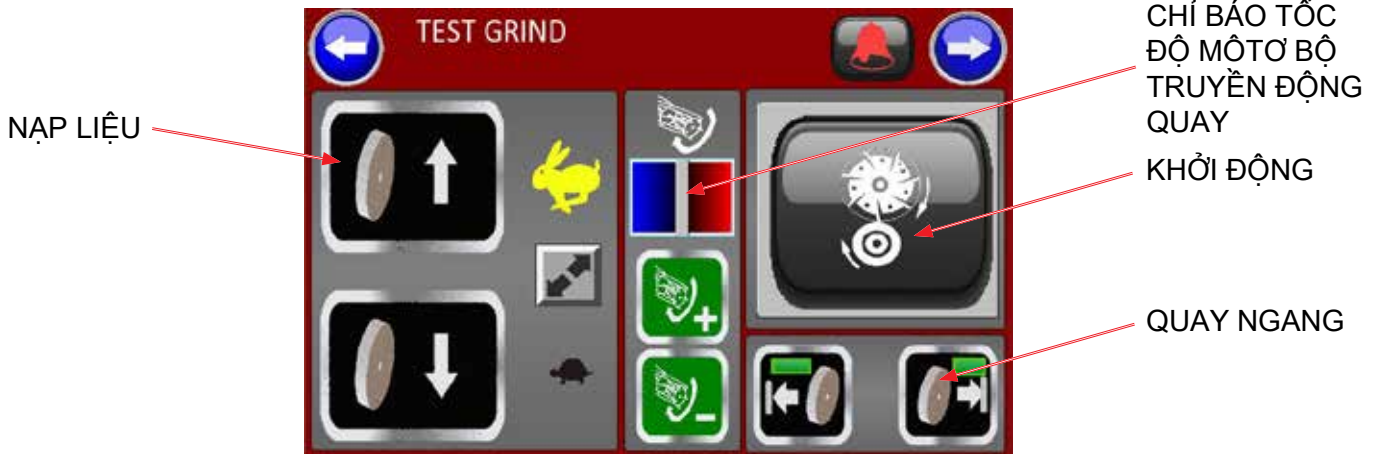 TEST GRIND
CHỈ BÁO TỐC
ĐỘ MÔTƠ BỘ
TRUYỀN ĐỘNG
QUAY
NẠP LIỆU
KHỞI ĐỘNG
QUAY NGANG